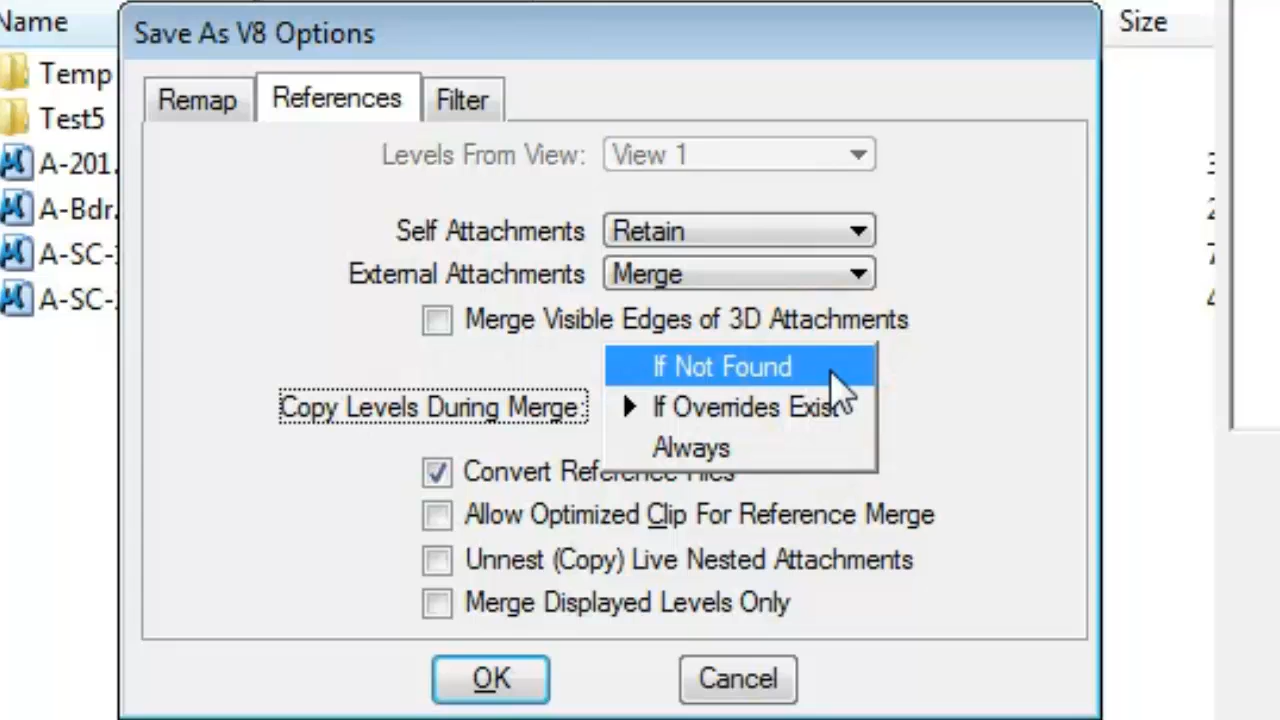 Name
Save As V8 Options
Size
Temp
Test5
A-201.
A-Bdr.
A-SC-
A-SC-
Remap
References
Filter
Levels From View: View 1
Self Attachments Retain
External Attachments Merge
Merge Visible Edges of 3D Attachments
If Not Found
Copy Levels During Merge: If Overrides Exist
Always
Convert Reference Files
Allow Optimized Clip For Reference Merge
Unnest (Copy) Live Nested Attachments
Merge Displayed Levels Only
OK
Cancel